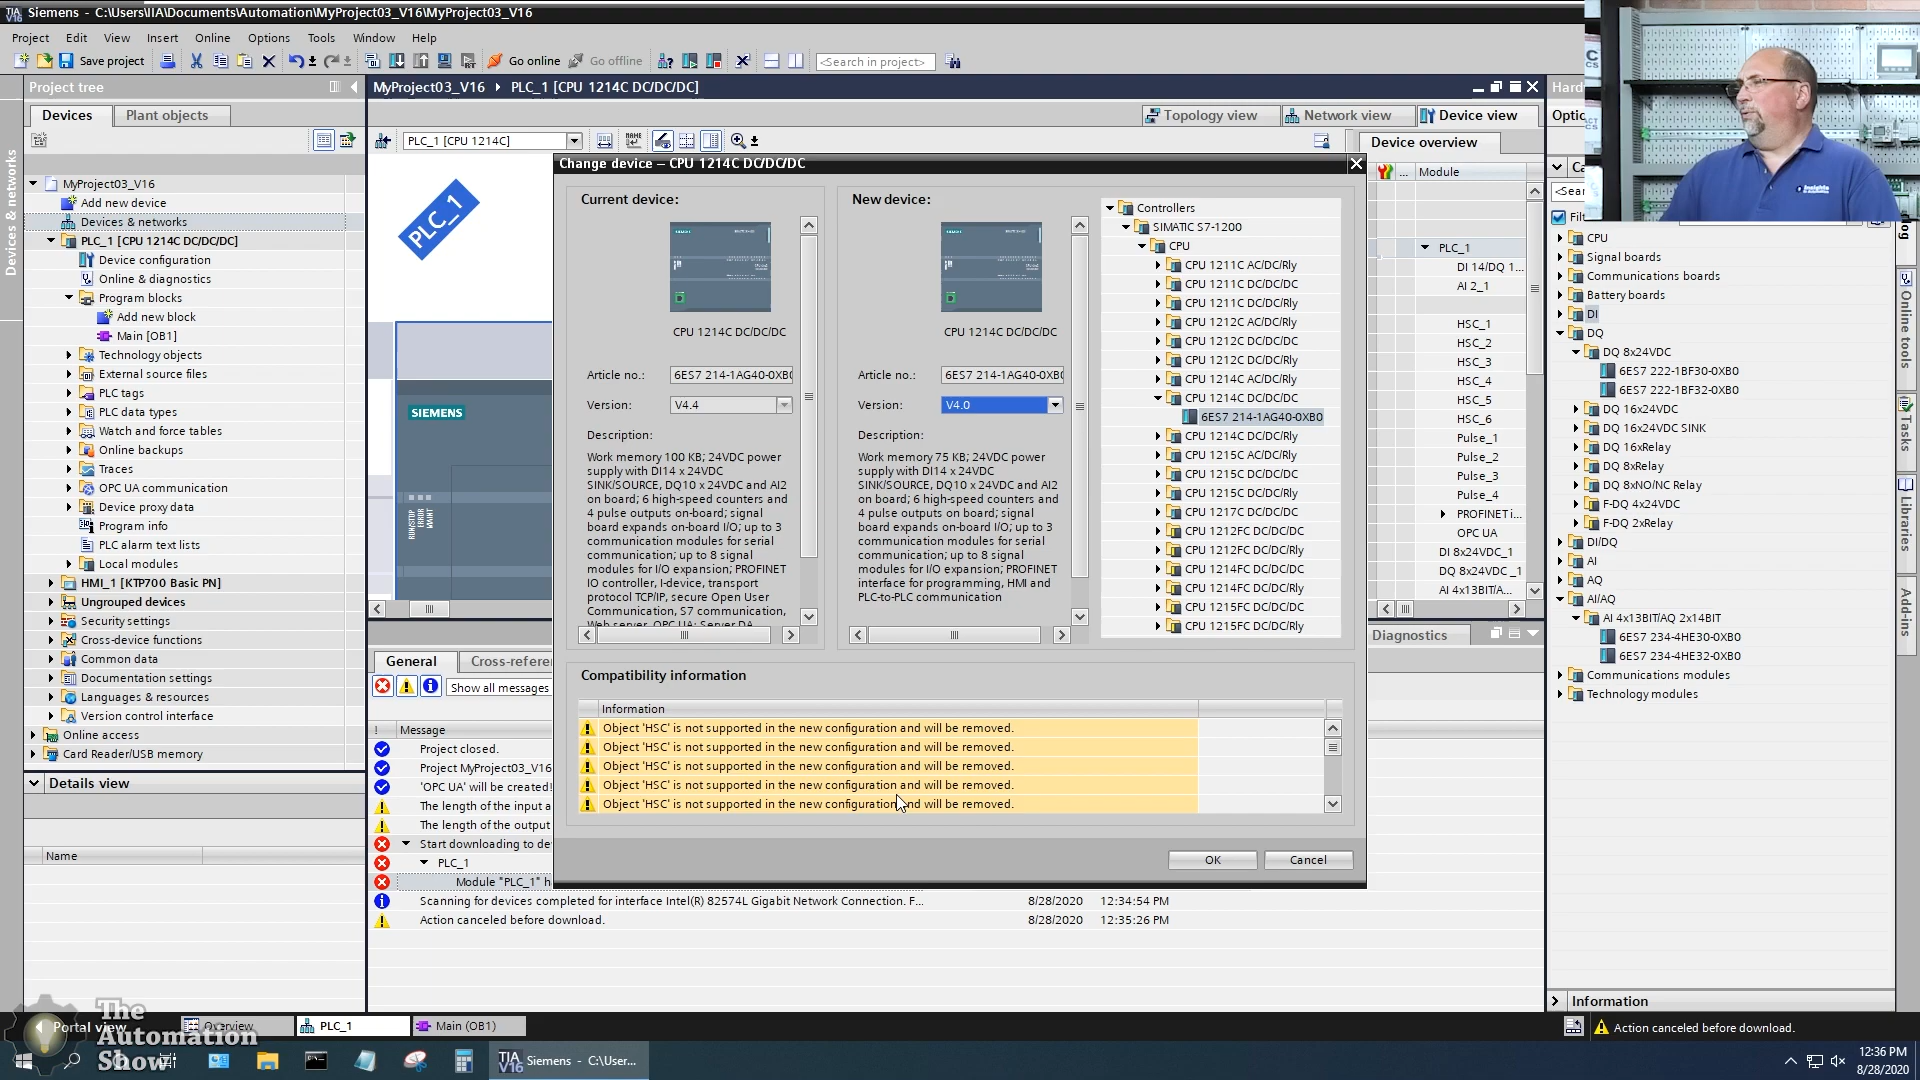 Siemens - C:\Users\IIA\Documents\Automation\MyProject03_V16\MyProject03_V16
Project Edit View Insert Online Options Tools Window Help
Save project
Go online
Go offline
<Search in project>
Project tree
Devices
Plant objects
Devices & networks
MyProject03_V16
Add new device
Devices & networks
PLC_1 [CPU 1214C DC/DC/DC]
Device configuration
Online & diagnostics
Program blocks
Add new block
Main [OB1]
Technology objects
External source files
PLC tags
PLC data types
Watch and force tables
Online backups
Traces
OPC UA communication
Device proxy data
Program info
PLC alarm text lists
Local modules
HMI_1 [KTP700 Basic PN]
Ungrouped devices
Security settings
Cross-device functions
Common data
Documentation settings
Languages & resources
Version control interface
Online access
Card Reader/USB memory
Details view
Name
MyProject03_V16 PLC_1 [CPU 1214C DC/DC/DC]
Topology view
Network view
Device view
PLC_1 [CPU 1214C]
PLC_1
SIEMENS
RUN/STOP
ERROR
MAINT
Device overview
... Module
PLC_1
DI 14/DQ 1...
AI 2_1
HSC_1
HSC_2
HSC_3
HSC_4
HSC_5
HSC_6
Pulse_1
Pulse_2
Pulse_3
Pulse_4
PROFINET i...
OPC UA
DI 8x24VDC_1
DQ 8x24VDC_1
AI 4x13BIT/A...
Change device – CPU 1214C DC/DC/DC
Current device:
CPU 1214C DC/DC/DC
Article no.: 6ES7 214-1AG40-0XB0
Version: V4.4
Description:
Work memory 100 KB; 24VDC power
supply with DI14 x 24VDC
SINK/SOURCE, DQ10 x 24VDC and AI2
on board; 6 high-speed counters and
4 pulse outputs on-board; signal
board expands on-board I/O; up to 3
communication modules for serial
communication; up to 8 signal
modules for I/O expansion; PROFINET
IO controller, I-device, transport
protocol TCP/IP, secure Open User
Communication, S7 communication,
Web server, OPC UA: Server DA
New device:
CPU 1214C DC/DC/DC
Article no.: 6ES7 214-1AG40-0XB0
Version: V4.0
Description:
Work memory 75 KB; 24VDC power
supply with DI14 x 24VDC
SINK/SOURCE, DQ10 x 24VDC and AI2
on board; 6 high-speed counters and
4 pulse outputs on-board; signal
board expands on-board I/O; up to 3
communication modules for serial
communication; up to 8 signal
modules for I/O expansion; PROFINET
interface for programming, HMI and
PLC-to-PLC communication
Controllers
SIMATIC S7-1200
CPU
CPU 1211C AC/DC/Rly
CPU 1211C DC/DC/DC
CPU 1211C DC/DC/Rly
CPU 1212C AC/DC/Rly
CPU 1212C DC/DC/DC
CPU 1212C DC/DC/Rly
CPU 1214C AC/DC/Rly
CPU 1214C DC/DC/DC
6ES7 214-1AG40-0XB0
CPU 1214C DC/DC/Rly
CPU 1215C AC/DC/Rly
CPU 1215C DC/DC/DC
CPU 1215C DC/DC/Rly
CPU 1217C DC/DC/DC
CPU 1212FC DC/DC/DC
CPU 1212FC DC/DC/Rly
CPU 1214FC DC/DC/DC
CPU 1214FC DC/DC/Rly
CPU 1215FC DC/DC/DC
CPU 1215FC DC/DC/Rly
Compatibility information
Information
Object 'HSC' is not supported in the new configuration and will be removed.
Object 'HSC' is not supported in the new configuration and will be removed.
Object 'HSC' is not supported in the new configuration and will be removed.
Object 'HSC' is not supported in the new configuration and will be removed.
Object 'HSC' is not supported in the new configuration and will be removed.
OK
Cancel
Diagnostics
General
Cross-referen
Show all messages
! Message
Project closed.
Project MyProject03_V16
'OPC UA' will be created!
The length of the input a
The length of the output
Start downloading to de
PLC_1
Module "PLC_1" h
Scanning for devices completed for interface Intel(R) 82574L Gigabit Network Connection. F... 8/28/2020 12:34:54 PM
Action canceled before download. 8/28/2020 12:35:26 PM
Hard
Optio
Ca
<Sear
Filt
CPU
Signal boards
Communications boards
Battery boards
DI
DQ
DQ 8x24VDC
6ES7 222-1BF30-0XB0
6ES7 222-1BF32-0XB0
DQ 16x24VDC
DQ 16x24VDC SINK
DQ 16xRelay
DQ 8xRelay
DQ 8xNO/NC Relay
F-DQ 4x24VDC
F-DQ 2xRelay
DI/DQ
AI
AQ
AI/AQ
AI 4x13BIT/AQ 2x14BIT
6ES7 234-4HE30-0XB0
6ES7 234-4HE32-0XB0
Communications modules
Technology modules
Information
log
Online tools
Tasks
Libraries
Add-ins
Portal view
Overview
PLC_1
Main (OB1)
Action canceled before download.
The
Automation
Show
Siemens - C:\User...
12:36 PM
8/28/2020